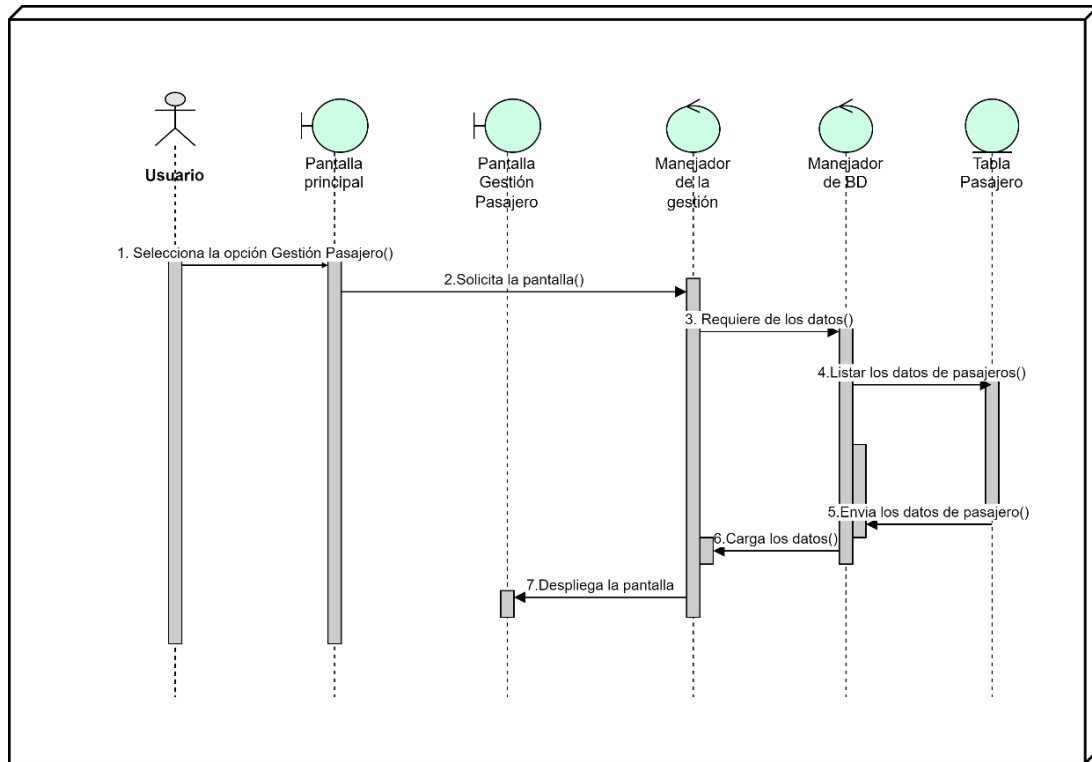 Usuario
Pantalla
principal
Pantalla
Gestión
Pasajero
Manejador
de la
gestión
Manejador
de BD
Tabla
Pasajero
1. Selecciona la opción Gestión Pasajero()
2.Solicita la pantalla()
3. Requiere de los datos()
4.Listar los datos de pasajeros()
5.Envia los datos de pasajero()
6.Carga los datos()
7.Despliega la pantalla